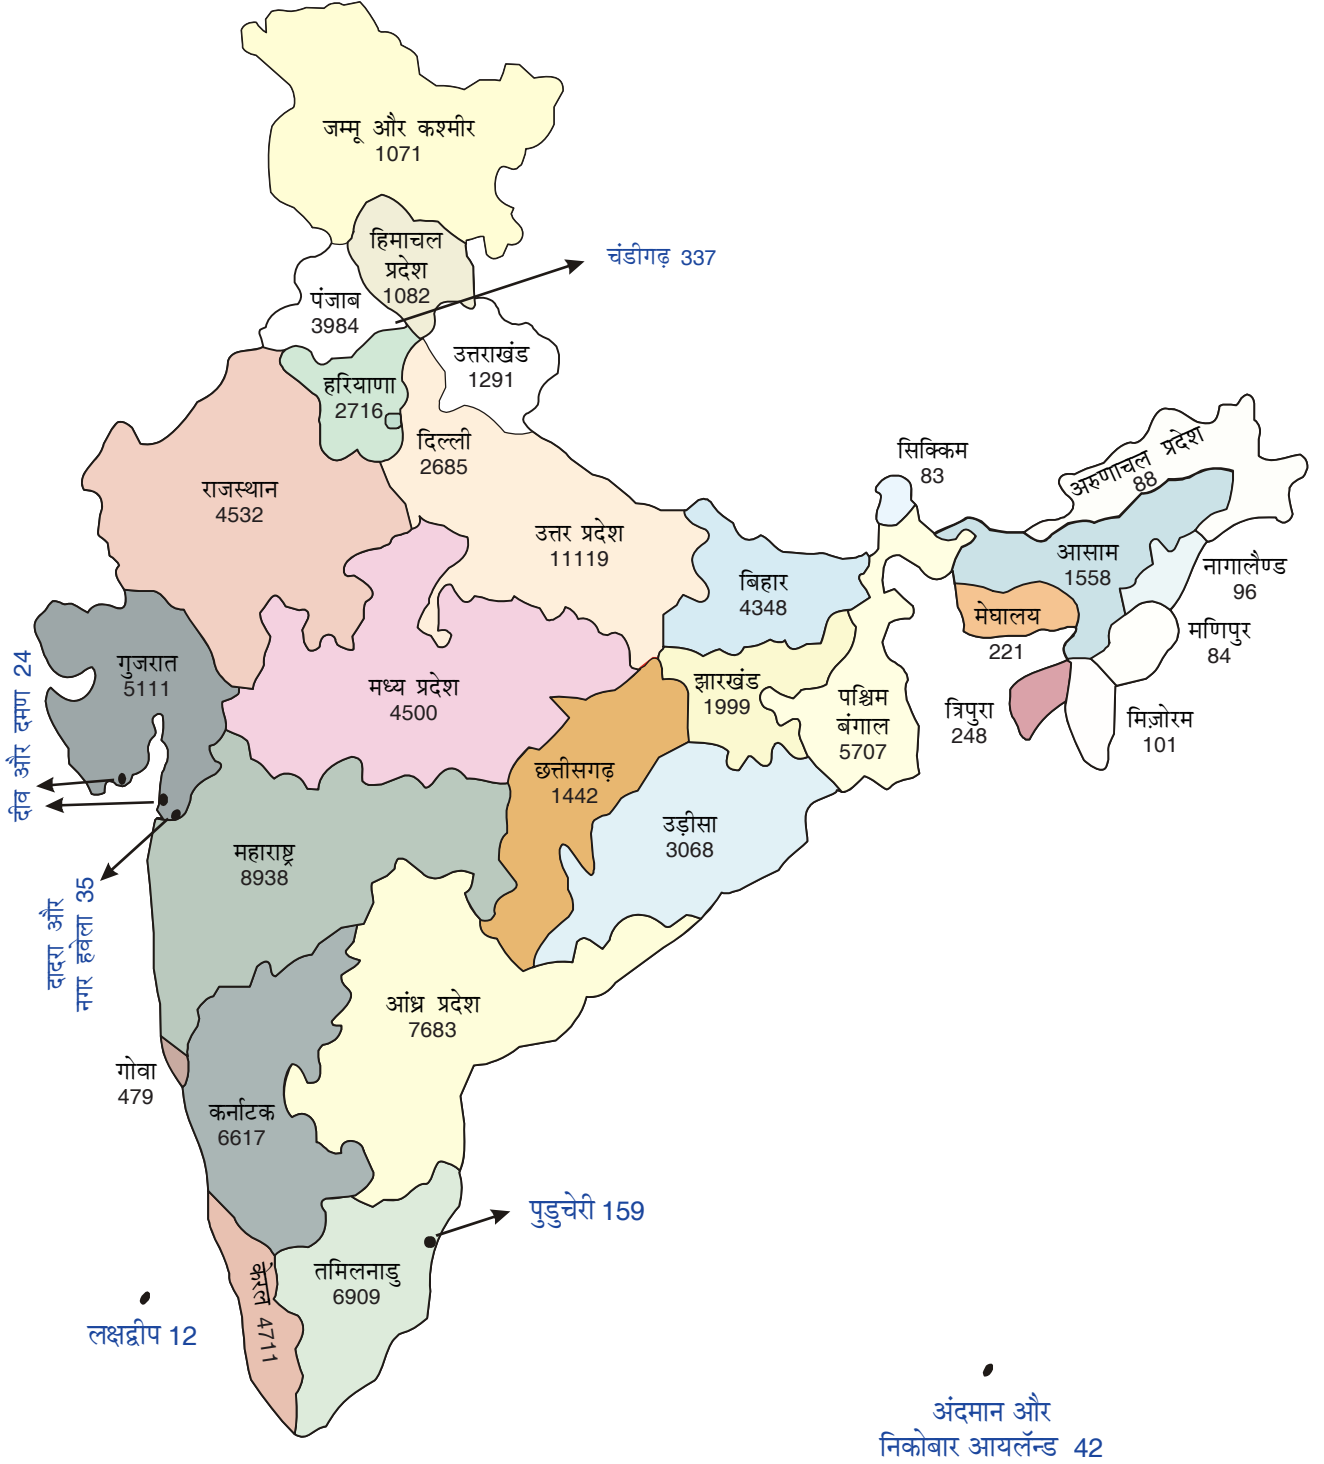 जम्मू और कश्मीर
1071
हिमाचल
प्रदेश
1082
चंडीगढ़ 337
पंजाब
3984
उत्तराखंड
1291
हरियाणा
2716
दिल्ली
2685
राजस्थान
4532
उत्तर प्रदेश
11119
बिहार
4348
सिक्किम
83
अरुणाचल प्रदेश
88
आसाम
1558
नागालैण्ड
96
मेघालय
221
मणिपुर
84
त्रिपुरा
248
मिज़ोरम
101
गुजरात
5111
दीव और दमण 24
मध्य प्रदेश
4500
झारखंड
1999
पश्चिम
बंगाल
5707
छत्तीसगढ़
1442
उड़ीसा
3068
महाराष्ट्र
8938
दादरा और
नगर हवेला 35
आंध्र प्रदेश
7683
गोवा
479
कर्नाटक
6617
पुडुचेरी 159
तमिलनाडु
6909
केरल 4711
लक्षद्वीप 12
अंदमान और
निकोबार आयलॅन्ड 42